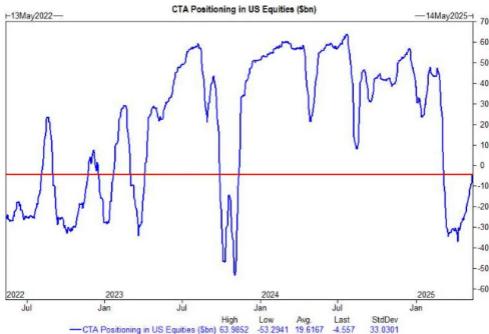 CTA Positioning in US Equities ($bn)
13May2022
14May2025
70
60
50
40
30
20
10
0
-10
-20
-30
-40
-50
-60
2022
2023
2024
2025
Jul
Jan
Jul
Jan
Jul
Jan
High Low Avg. Last StdDev
CTA Positioning in US Equities ($bn) 63.9852 -53.2941 19.6167 -4.557 33.0301